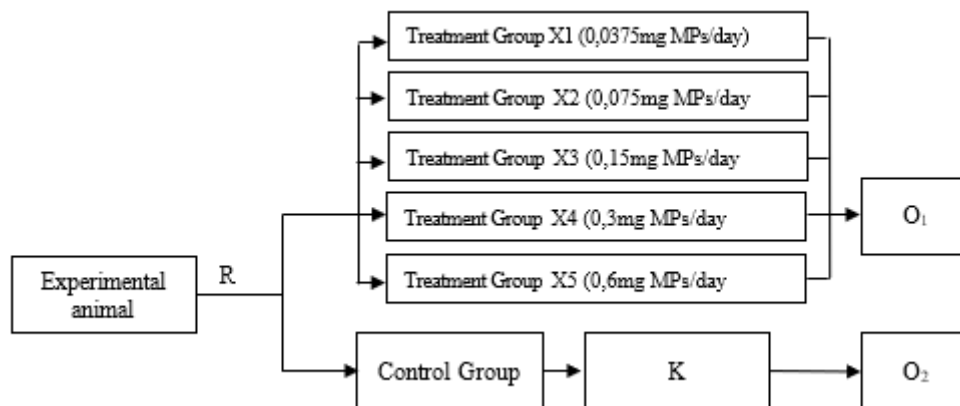 Treatment Group X1 (0,0375mg MPs/day)
Treatment Group X2 (0,075mg MPs/day
Treatment Group X3 (0,15mg MPs/day
Treatment Group X4 (0,3mg MPs/day
Treatment Group X5 (0,6mg MPs/day
O₁
Experimental
animal
R
Control Group
K
O₂